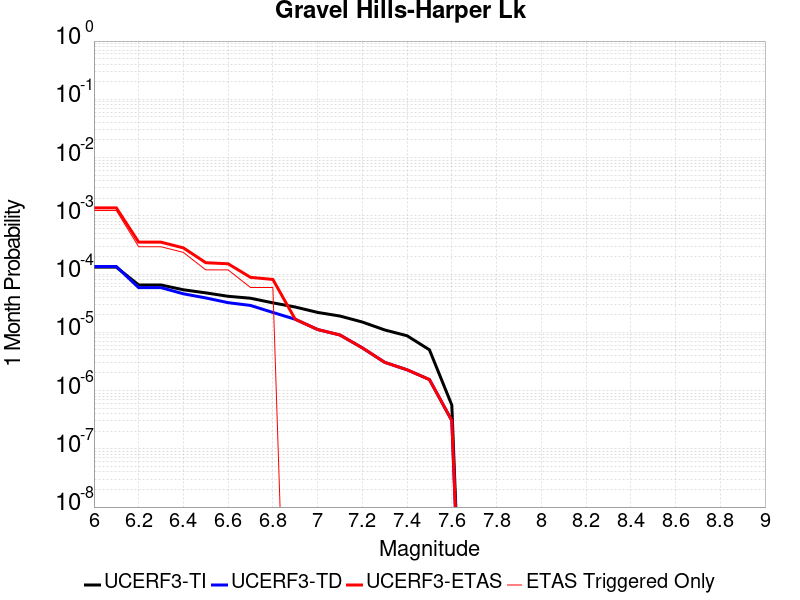 Gravel Hills-Harper Lk
10^0
10^-1
10^-2
10^-3
10^-4
10^-5
10^-6
10^-7
10^-8
1 Month Probability
6 6.2 6.4 6.6 6.8 7 7.2 7.4 7.6 7.8 8 8.2 8.4 8.6 8.8 9
Magnitude
UCERF3-TI UCERF3-TD UCERF3-ETAS ETAS Triggered Only